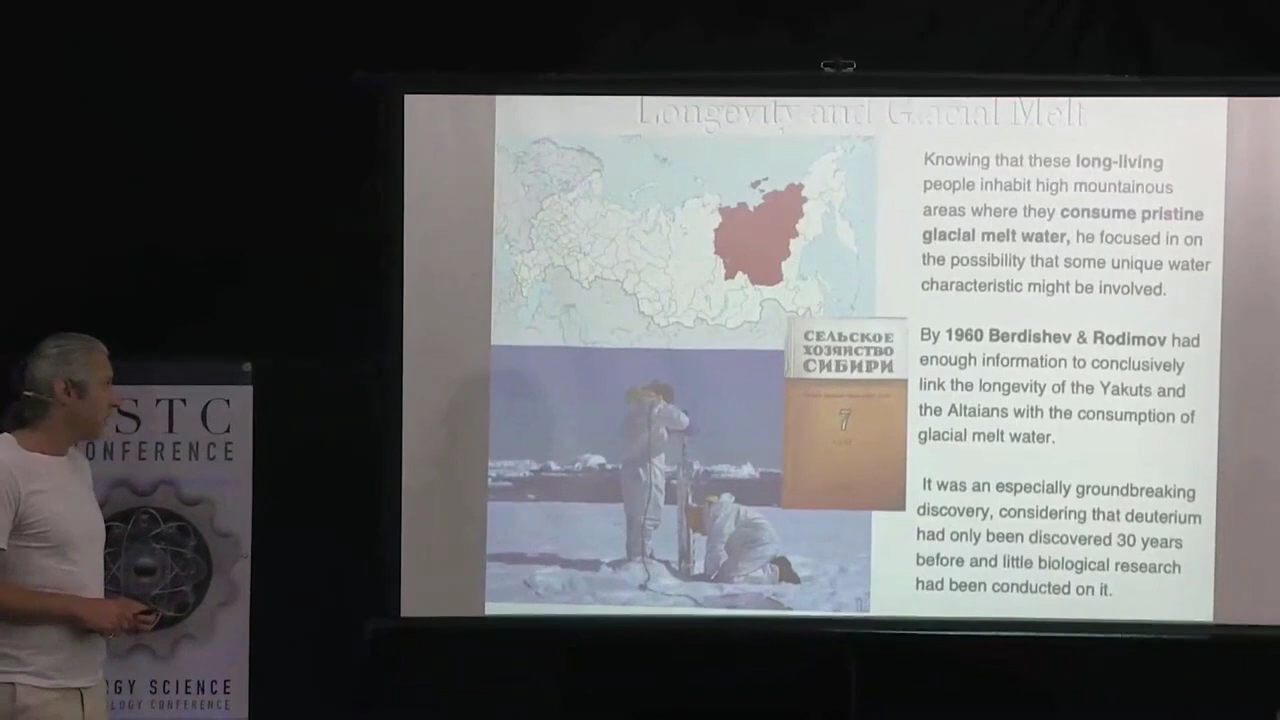 Longevity and Glacial Melt
Knowing that these long-living
people inhabit high mountainous
areas where they consume pristine
glacial melt water, he focused in on
the possibility that some unique water
characteristic might be involved.
By 1960 Berdishev & Rodimov had
enough information to conclusively
link the longevity of the Yakuts and
the Altaians with the consumption of
glacial melt water.
It was an especially groundbreaking
discovery, considering that deuterium
had only been discovered 30 years
before and little biological research
had been conducted on it.
СЕЛЬСКОЕ
ХОЗЯЙСТВО
СИБИРИ
7
STC
ONFERENCE
GY SCIENCE
LOGY CONFERENCE